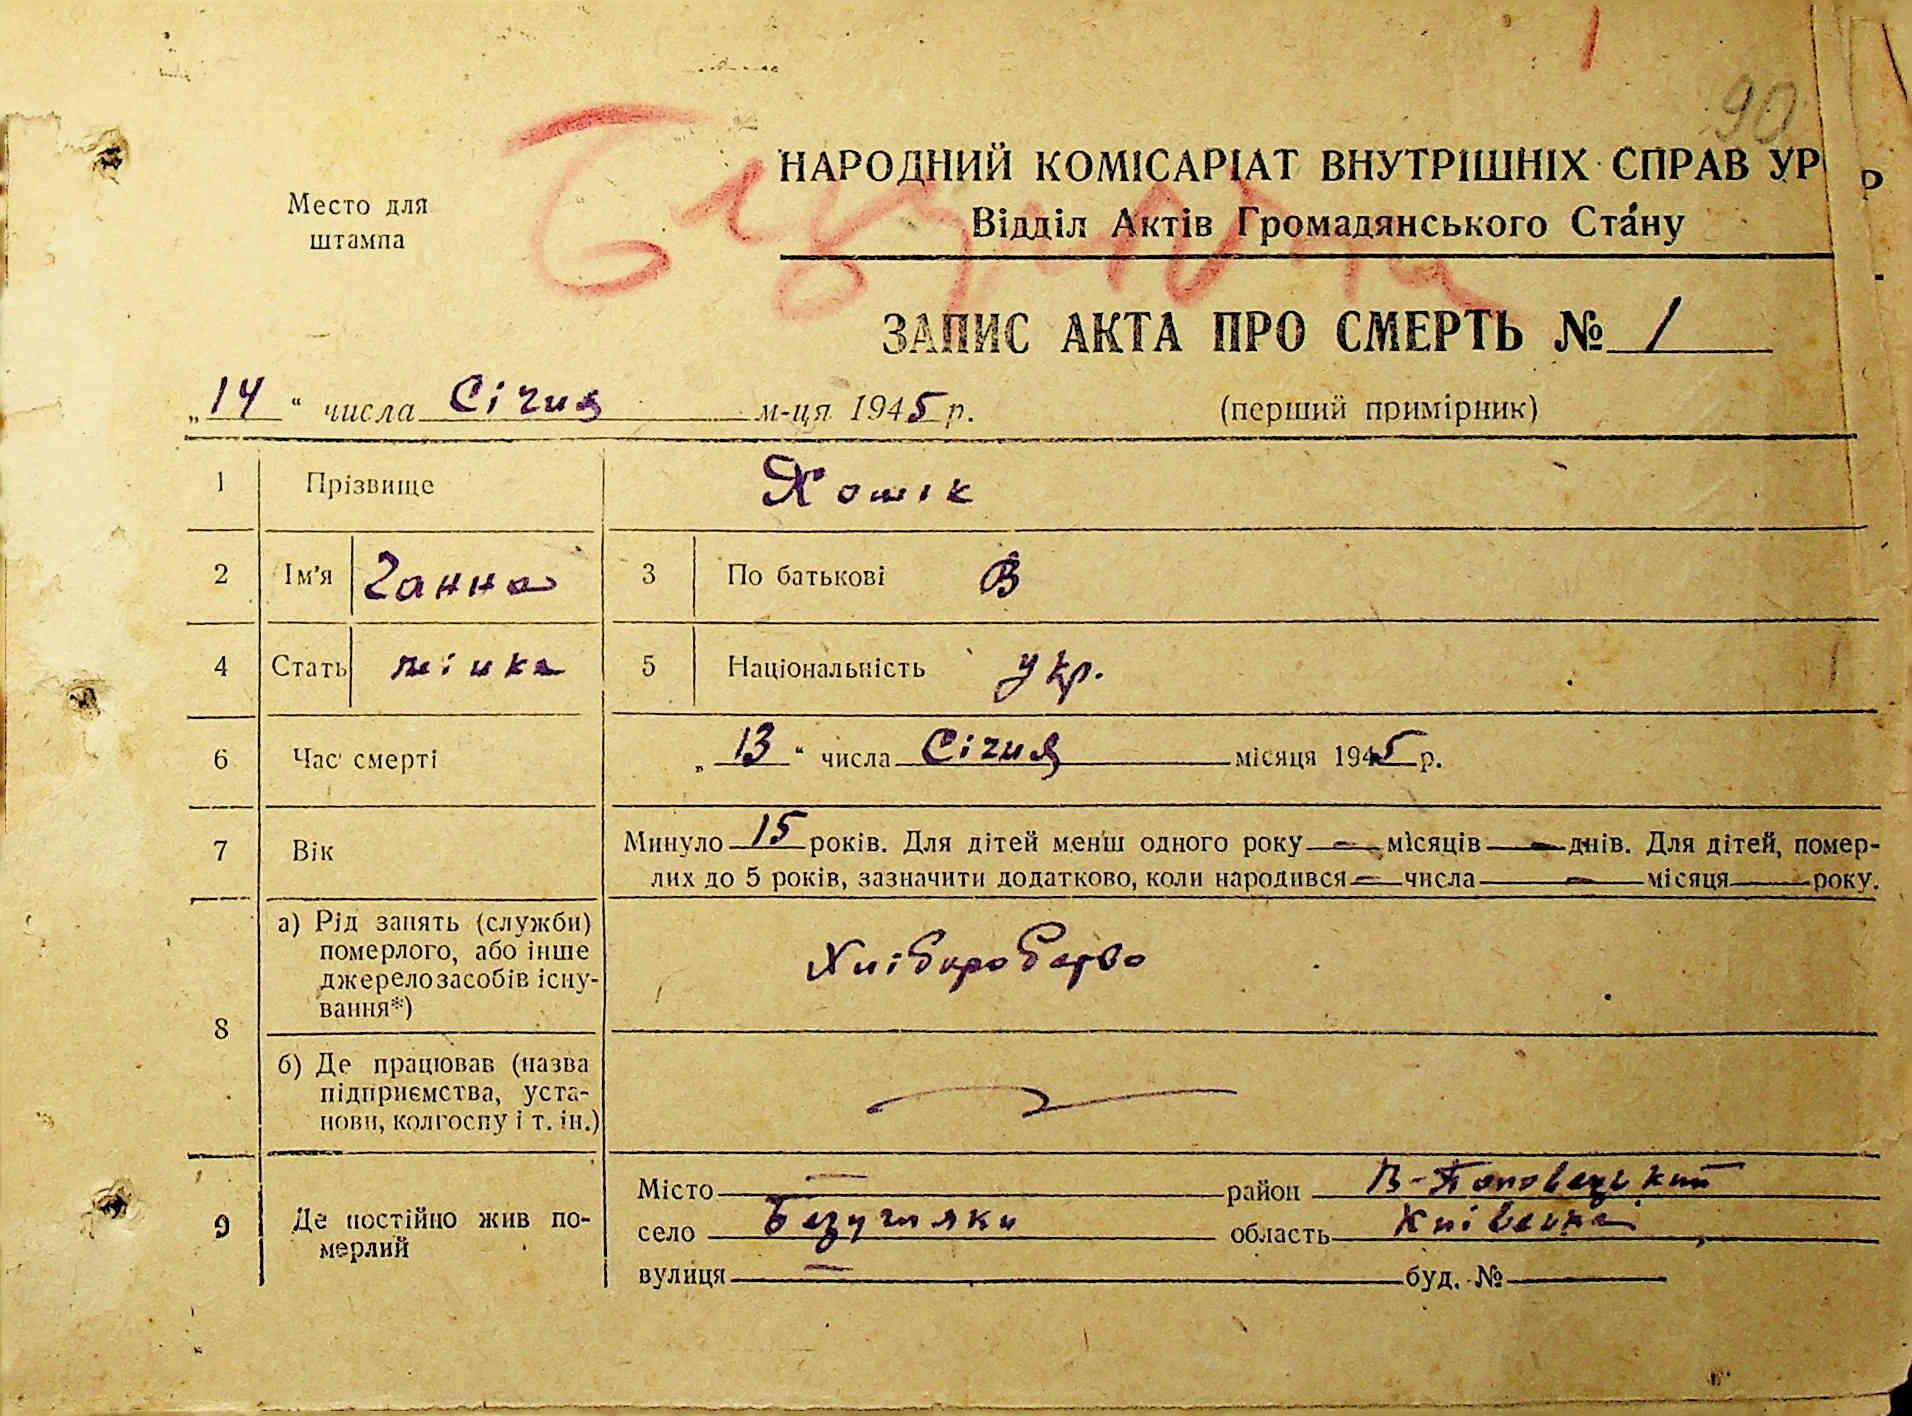 1
90
Место для
штампа
НАРОДНИЙ КОМІСАРІАТ ВНУТРІШНІХ СПРАВ УР Р
Відділ Актів Громадянського Стану
ЗАПИС АКТА ПРО СМЕРТЬ № 1
„14“ числа Січня м-ця 1945 р. (перший примірник)
1 Прізвище Хошік
2 Ім'я Ганна 3 По батькові В
4 Стать жінка 5 Національність укр.
6 Час смерті „13“ числа Січня місяця 1945 р.
7 Вік Минуло 15 років. Для дітей менш одного року — місяців — днів. Для дітей, помер-
лих до 5 років, зазначити додатково, коли народився — числа — місяця року.
8 а) Рід занять (служби)
померлого, або інше
джерело засобів існу-
вання*)
Хліборобство
б) Де працював (назва
підприємства, уста-
нови, колгоспу і т. ін.)
9 Де постійно жив по-
мерлий
Місто — район В-Половецький
село Безугляки область Київська
вулиця — буд. №